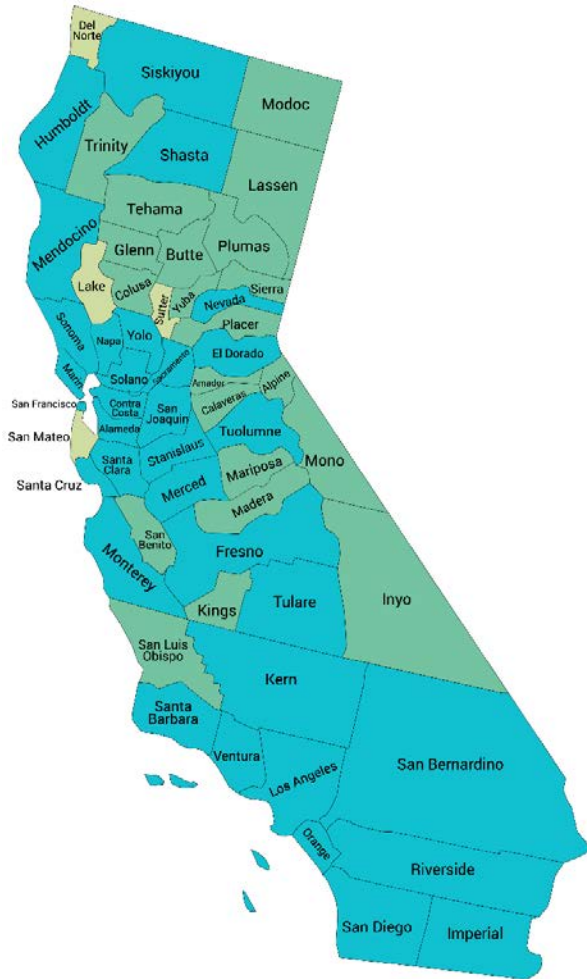 Del
Norte
Siskiyou
Modoc
Humboldt
Trinity
Shasta
Lassen
Tehama
Plumas
Mendocino
Glenn
Butte
Lake
Colusa
Sutter
Yuba
Sierra
Nevada
Placer
Sonoma
Napa
Yolo
Sacramento
El Dorado
Marin
Solano
Amador
Alpine
San Francisco
Contra
Costa
San
Joaquin
Calaveras
Alameda
Tuolumne
San Mateo
Santa
Clara
Stanislaus
Mono
Santa Cruz
Merced
Mariposa
Madera
San
Benito
Monterey
Fresno
Kings
Tulare
Inyo
San Luis
Obispo
Kern
Santa
Barbara
Ventura
Los Angeles
San Bernardino
Orange
Riverside
San Diego
Imperial